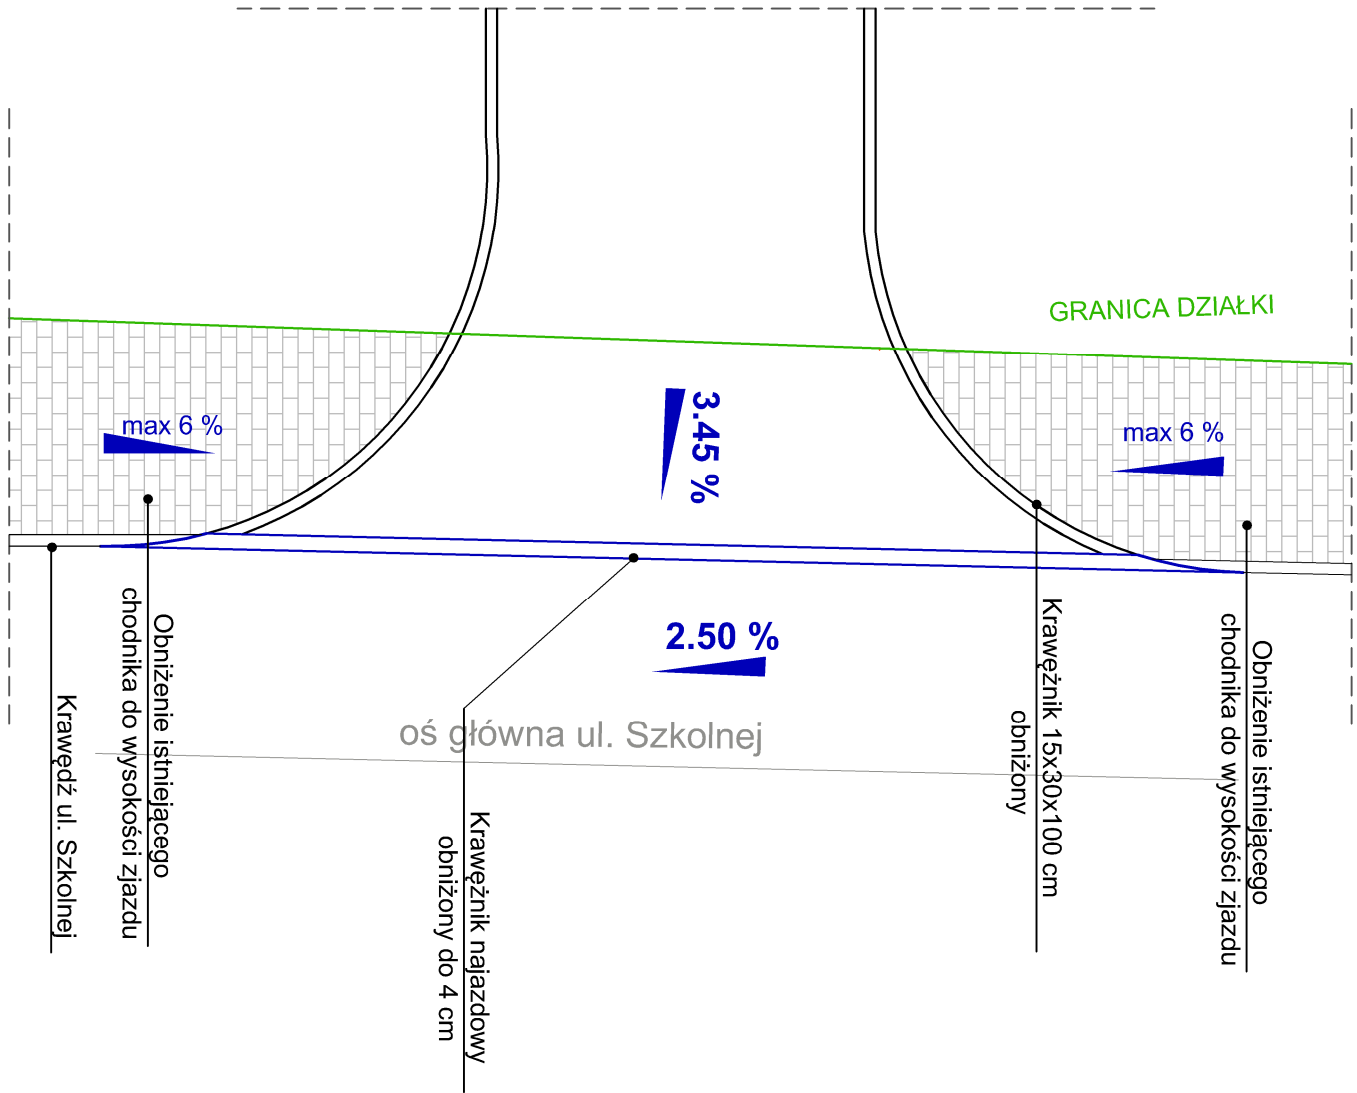 GRANICA DZIAŁKI
max 6 %
3.45 %
max 6 %
2.50 %
oś główna ul. Szkolnej
Krawędź ul. Szkolnej
Obniżenie istniejącego
chodnika do wysokości zjazdu
Krawężnik najazdowy
obniżony do 4 cm
Krawężnik 15x30x100 cm
obniżony
Obniżenie istniejącego
chodnika do wysokości zjazdu